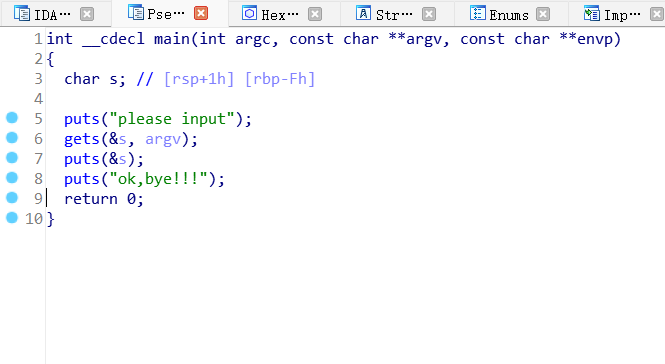 IDA⋯ Pse⋯ Hex⋯ Str⋯ Enums Imp⋯
1 int __cdecl main(int argc, const char **argv, const char **envp)
2 {
3 char s; // [rsp+1h] [rbp-Fh]
4
5 puts("please input");
6 gets(&s, argv);
7 puts(&s);
8 puts("ok,bye!!!");
9 return 0;
10 }